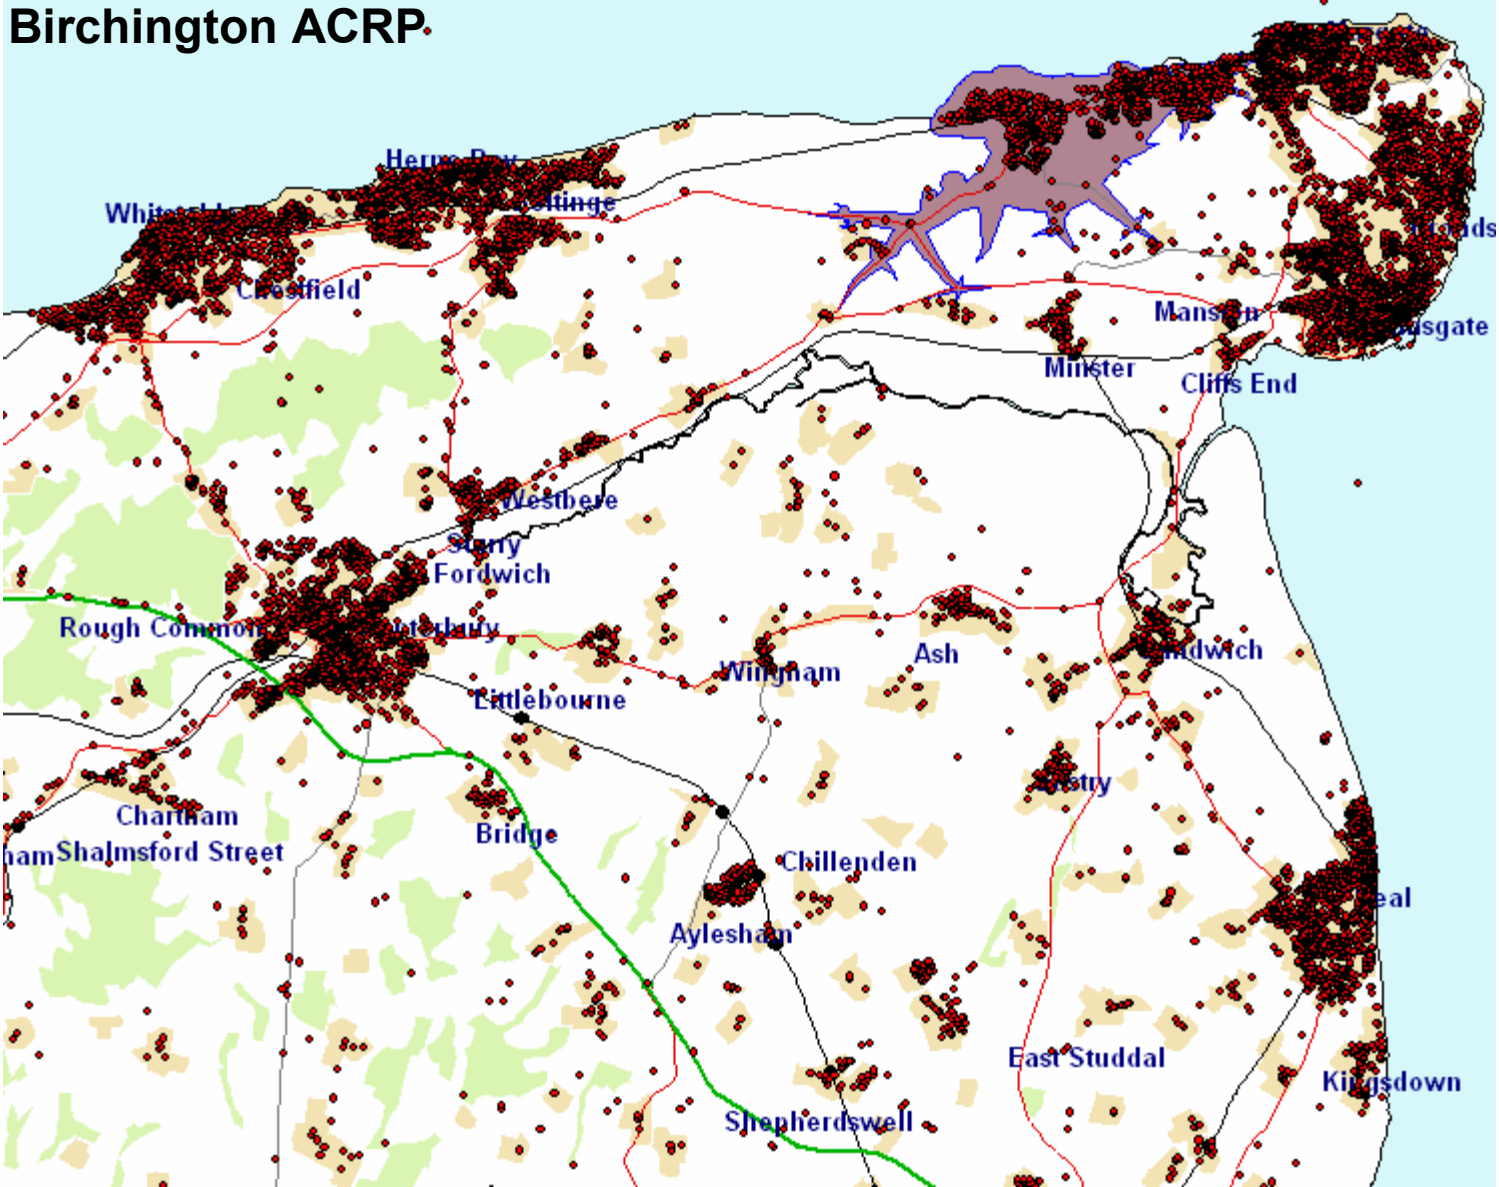 Birchington ACRP
Herne Bay
Chestfield
Manston
Minster
Cliffs End
Westbere
Sturry
Fordwich
Rough Common
Ash
Wingham
Littlebourne
Chartham
Bridge
Shalmsford Street
Chillenden
Aylesham
East Studdal
Kingsdown
Shepherdswell